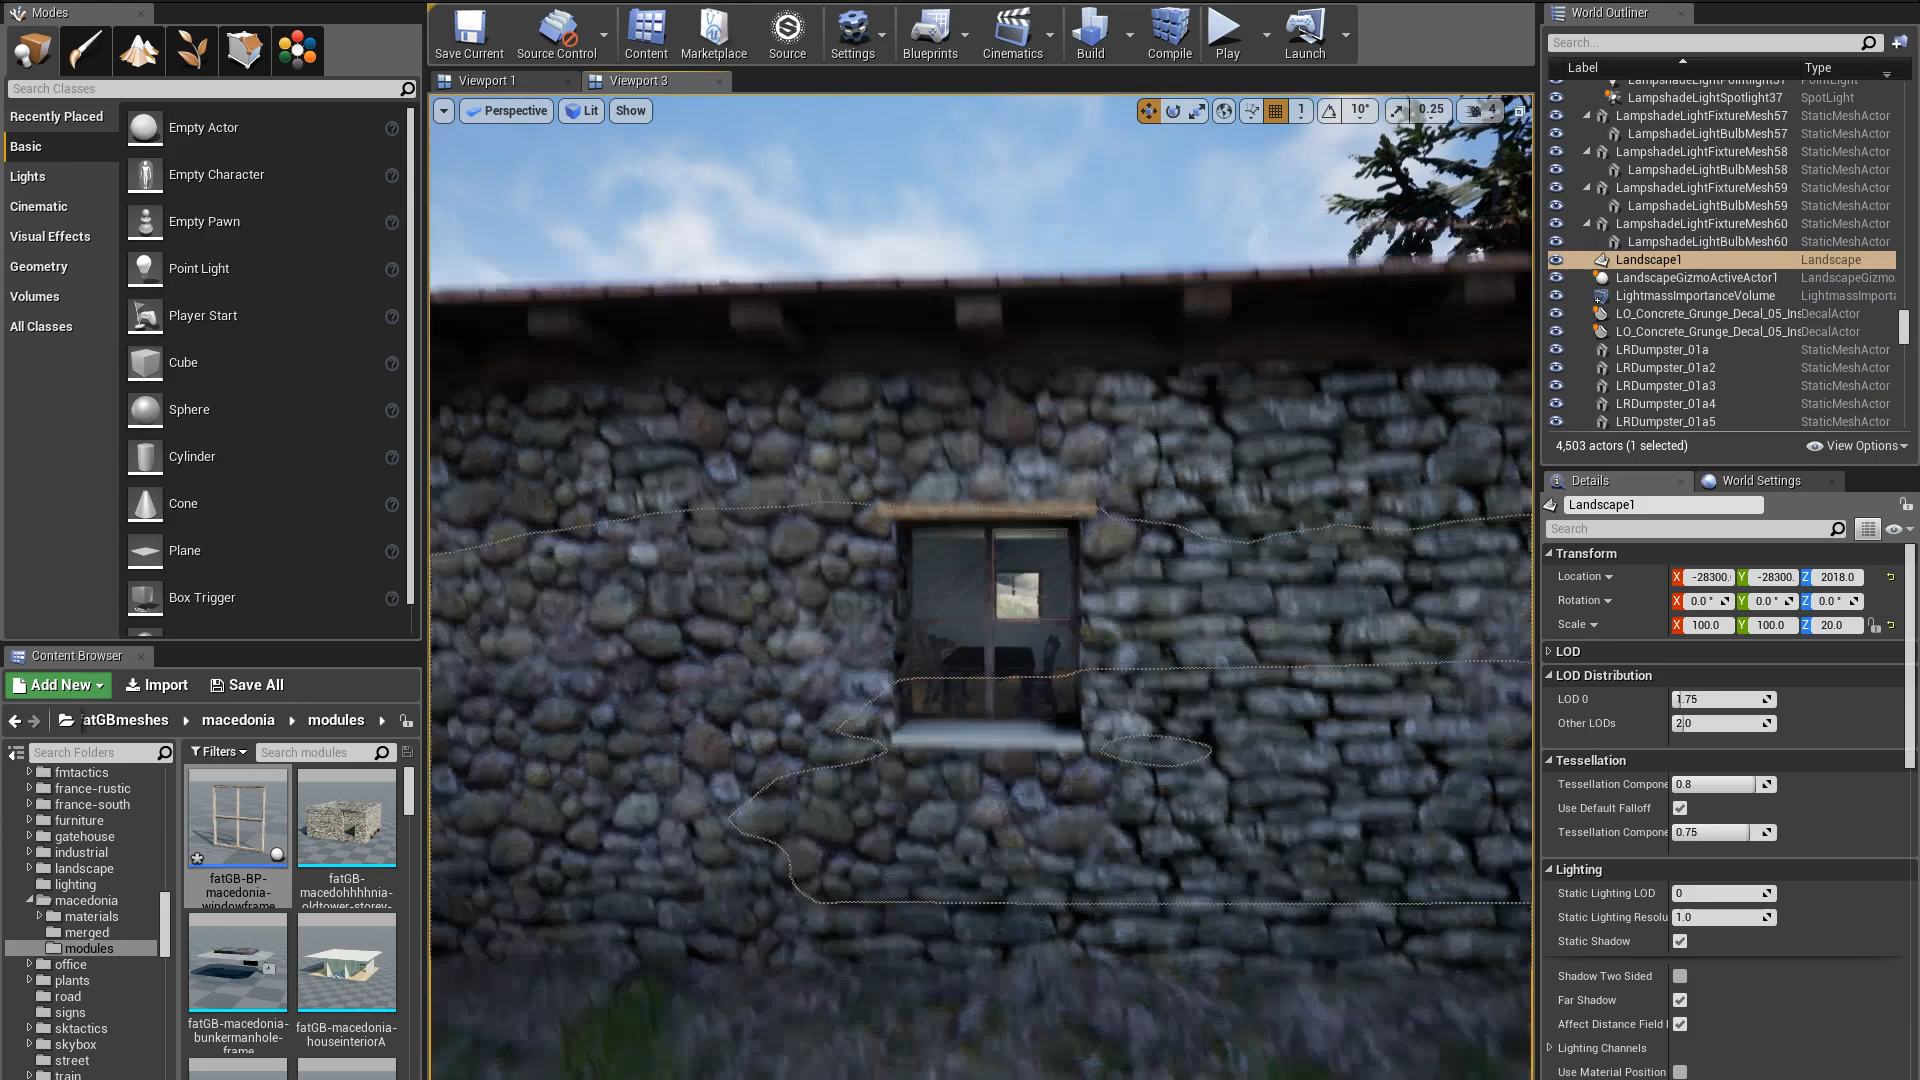 Modes
Save Current
Source Control
Content
Marketplace
Source
Settings
Blueprints
Cinematics
Build
Compile
Play
Launch
Search Classes
Recently Placed
Basic
Lights
Cinematic
Visual Effects
Geometry
Volumes
All Classes
Empty Actor
Empty Character
Empty Pawn
Point Light
Player Start
Cube
Sphere
Cylinder
Cone
Plane
Box Trigger
Viewport 1
Viewport 3
Perspective
Lit
Show
1
10°
0.25
4
World Outliner
Search...
Label
Type
LampshadeLightSpotlight37 SpotLight
LampshadeLightFixtureMesh57 StaticMeshActor
LampshadeLightBulbMesh57 StaticMeshActor
LampshadeLightFixtureMesh58 StaticMeshActor
LampshadeLightBulbMesh58 StaticMeshActor
LampshadeLightFixtureMesh59 StaticMeshActor
LampshadeLightBulbMesh59 StaticMeshActor
LampshadeLightFixtureMesh60 StaticMeshActor
LampshadeLightBulbMesh60 StaticMeshActor
Landscape1 Landscape
LandscapeGizmoActiveActor1 LandscapeGizmo
LightmassImportanceVolume LightmassImporta
LO_Concrete_Grunge_Decal_05_Ins DecalActor
LO_Concrete_Grunge_Decal_05_Ins DecalActor
LRDumpster_01a StaticMeshActor
LRDumpster_01a2 StaticMeshActor
LRDumpster_01a3 StaticMeshActor
LRDumpster_01a4 StaticMeshActor
LRDumpster_01a5 StaticMeshActor
4,503 actors (1 selected)
View Options
Details
World Settings
Landscape1
Search
Transform
Location X -28300. Y -28300. Z 2018.0
Rotation X 0.0 ° Y 0.0 ° Z 0.0 °
Scale X 100.0 Y 100.0 Z 20.0
LOD
LOD Distribution
LOD 0 1.75
Other LODs 2.0
Tessellation
Tessellation Compone 0.8
Use Default Falloff
Tessellation Compone 0.75
Lighting
Static Lighting LOD 0
Static Lighting Resolu 1.0
Static Shadow
Shadow Two Sided
Far Shadow
Affect Distance Field
Lighting Channels
Use Material Position
Content Browser
Add New
Import
Save All
atGBmeshes
macedonia
modules
Search Folders
Filters
Search modules
fmtactics
france-rustic
france-south
furniture
gatehouse
industrial
landscape
lighting
macedonia
materials
merged
modules
office
plants
road
signs
sktactics
skybox
street
train
fatGB-BP-
macedonia-
windowframe
fatGB-
macedohhhhnia-
oldtower-storey-
fatGB-macedonia-
bunkermanhole-
frame
fatGB-macedonia-
houseinteriorA